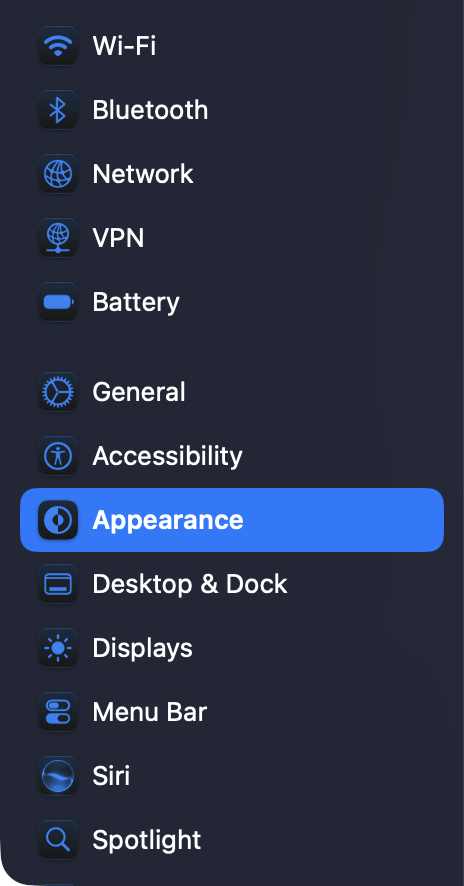 Wi-Fi
Bluetooth
Network
VPN
Battery
General
Accessibility
Appearance
Desktop & Dock
Displays
Menu Bar
Siri
Spotlight